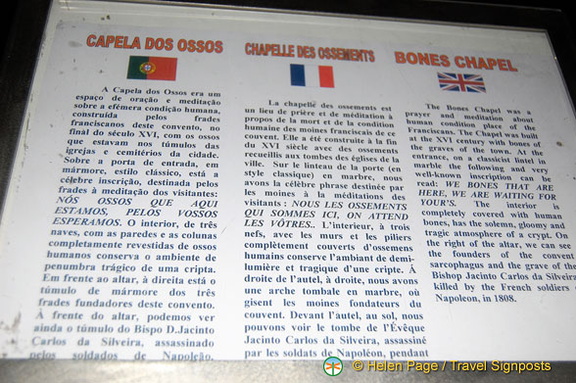 CAPELA DOS OSSOS
A Capela dos Ossos era um
espaço de oração e meditação
sobre a efémera condição humana,
construida pelos frades
franciscanos deste convento, no
final do século XVI, com os ossos
que estavam nos túmulos das
igrejas e cemitérios da cidade.
Sobre a porta de entrada, em
mármore, estilo clássico, está a
célebre inscrição, destinada pelos
frades à meditação dos visitantes:
NÓS OSSOS QUE AQUI
ESTAMOS, PELOS VOSSOS
ESPERAMOS. O interior, de três
naves, com as paredes e as colunas
completamente revestidas de ossos
humanos conserva o ambiente de
penumbra trágico de uma cripta.
Em frente ao altar, à direita está o
túmulo de mármore dos três
frades fundadores deste convento.
À frente do altar, podemos ver
ainda o túmulo do Bispo D.Jacinto
Carlos da Silveira, assassinado
pelos soldados de Napoleão,
CHAPELLE DES OSSEMENTS
La chapelle des ossements est
un lieu de prière et de méditation à
propos de la mort et de la condition
humaine des moines franciscains de ce
couvent. Elle a été construite à la fin
du XVI siècle avec des ossements
recueillis aux tombes des églises de la
ville. Sur le linteau de la porte (en
style classique) en marbre, nous
avons la célèbre phrase destinée par
les moines à la méditations des
visitants : NOUS LES OSSEMENTS
QUI SOMMES ICI, ON ATTEND
LES VÔTRES. L'interieur, à trois
nefs, avec les murs et les piliers
complètement couverts d'ossemens
humains conserve l'ambiant de demi-
lumière et tragique d'une cripte. À
droite de l'autel, à droite, nous avons
une arche tombale en marbre, où
gisent les moines fondateurs du
couvent. Devant l'autel, au sol, nous
pouvons voir le tombe de l'Évêque
Jacinto Carlos da Silveira, assassiné
par les soldats de Napoléon, pendant
BONES CHAPEL
The Bones Chapel was a
prayer and meditation about
human condition place of the
Franciscans. The Chapel was built
at the XVI century with bones of
the graves of the town. At the
entrance, on a classicist lintel in
marble the following and very
well-known inscription can be
read: WE BONES THAT ARE
HERE, WE ARE WAITING FOR
YOUR'S. The interior is
completely covered with human
bones, has the solemn, gloomy and
tragic atmosphere of a crypt. On
the right of the altar, we can see
the founders of the convent
sarcophagus and the grave of the
Bishop Jacinto Carlos da Silveira
killed by the French soldiers
Napoleon, in 1808.
© Helen Page / Travel Signposts